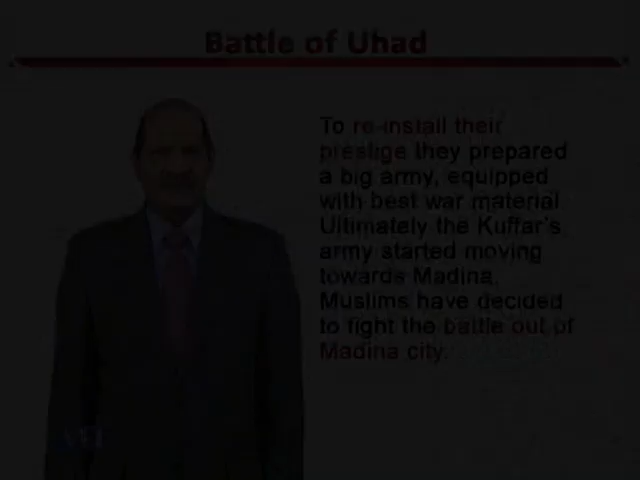 Battle of Uhad
To re-install their
prestige they prepared
a big army, equipped
with best war material
Ultimately the Kuffar's
army started moving
towards Madina.
Muslims have decided
to fight the battle out of
Madina city.